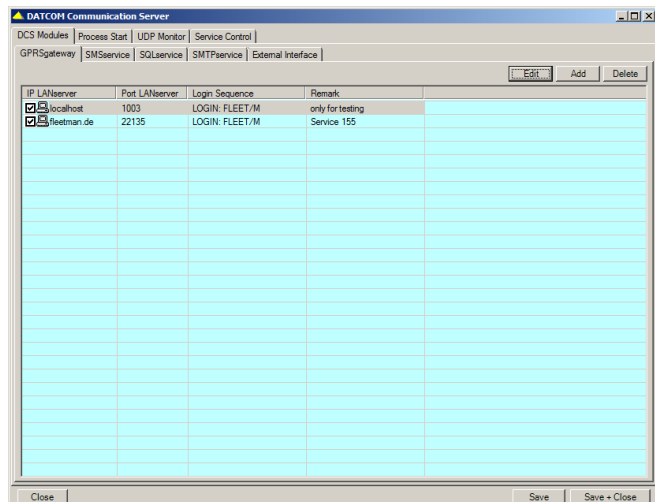 DATCOM Communication Server
DCS Modules Process Start UDP Monitor Service Control
GPRSgateway SMSservice SQLservice SMTPservice External Interface
Edit Add Delete
IP LANserver Port LANserver Login Sequence Remark
localhost 1003 LOGIN: FLEET/M only for testing
fleetman.de 22135 LOGIN: FLEET/M Service 155
Close Save Save + Close